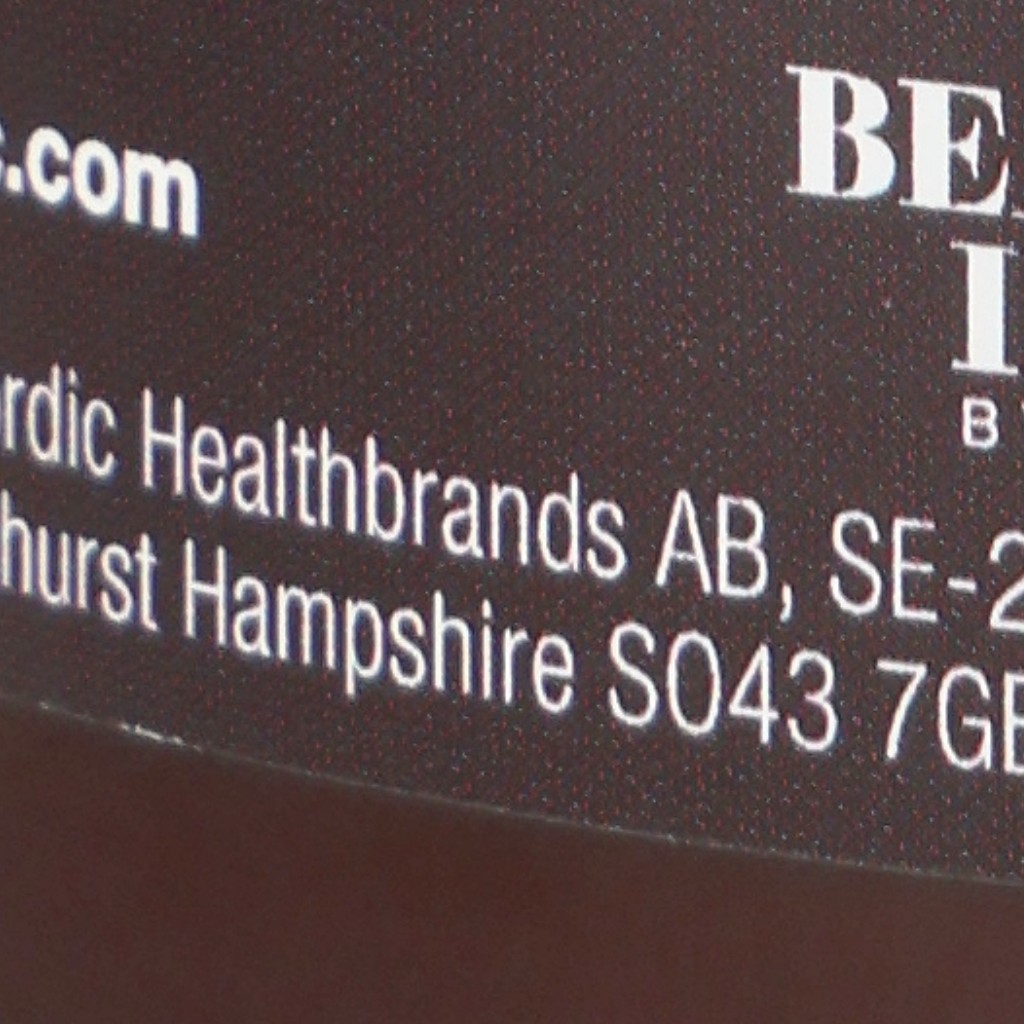 .com
BE
I
B
rdic Healthbrands AB, SE-2
hurst Hampshire SO43 7GB